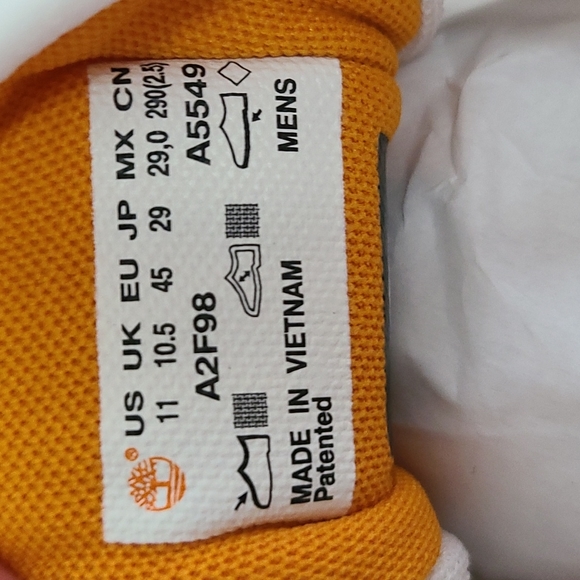 ®
US UK EU JP MX CN
11 10.5 45 29 29,0 290(2.5)
A2F98 A5549
MADE IN VIETNAM MENS
Patented